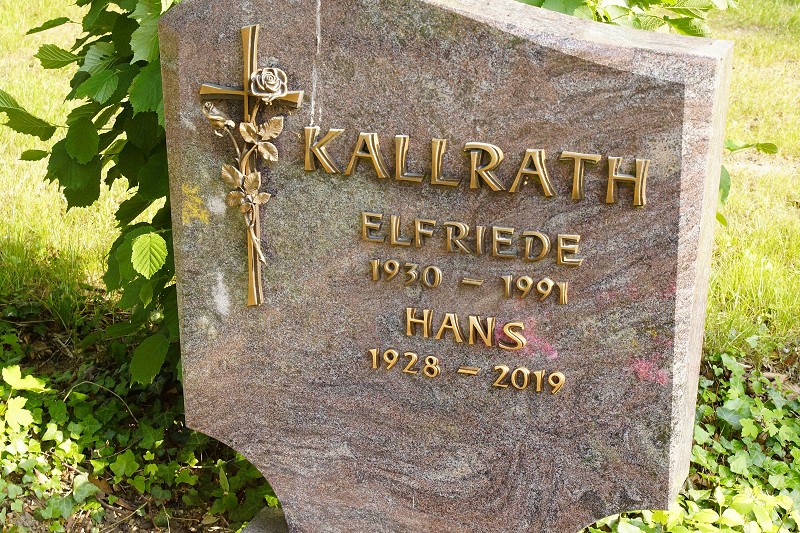 KALLRATH
ELFRIEDE
1930 – 1991
HANS
1928 – 2019